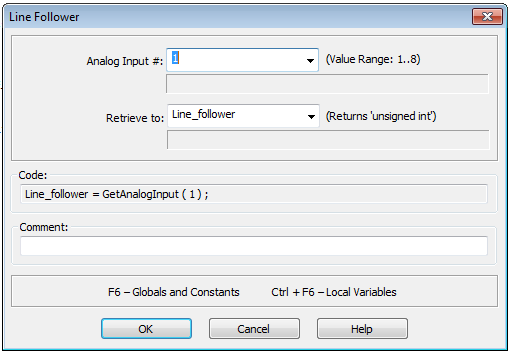 Line Follower
Analog Input #: 1 (Value Range: 1..8)
Retrieve to: Line_follower (Returns 'unsigned int')
Code:
Line_follower = GetAnalogInput ( 1 ) ;
Comment:
F6 – Globals and Constants Ctrl + F6 – Local Variables
OK Cancel Help